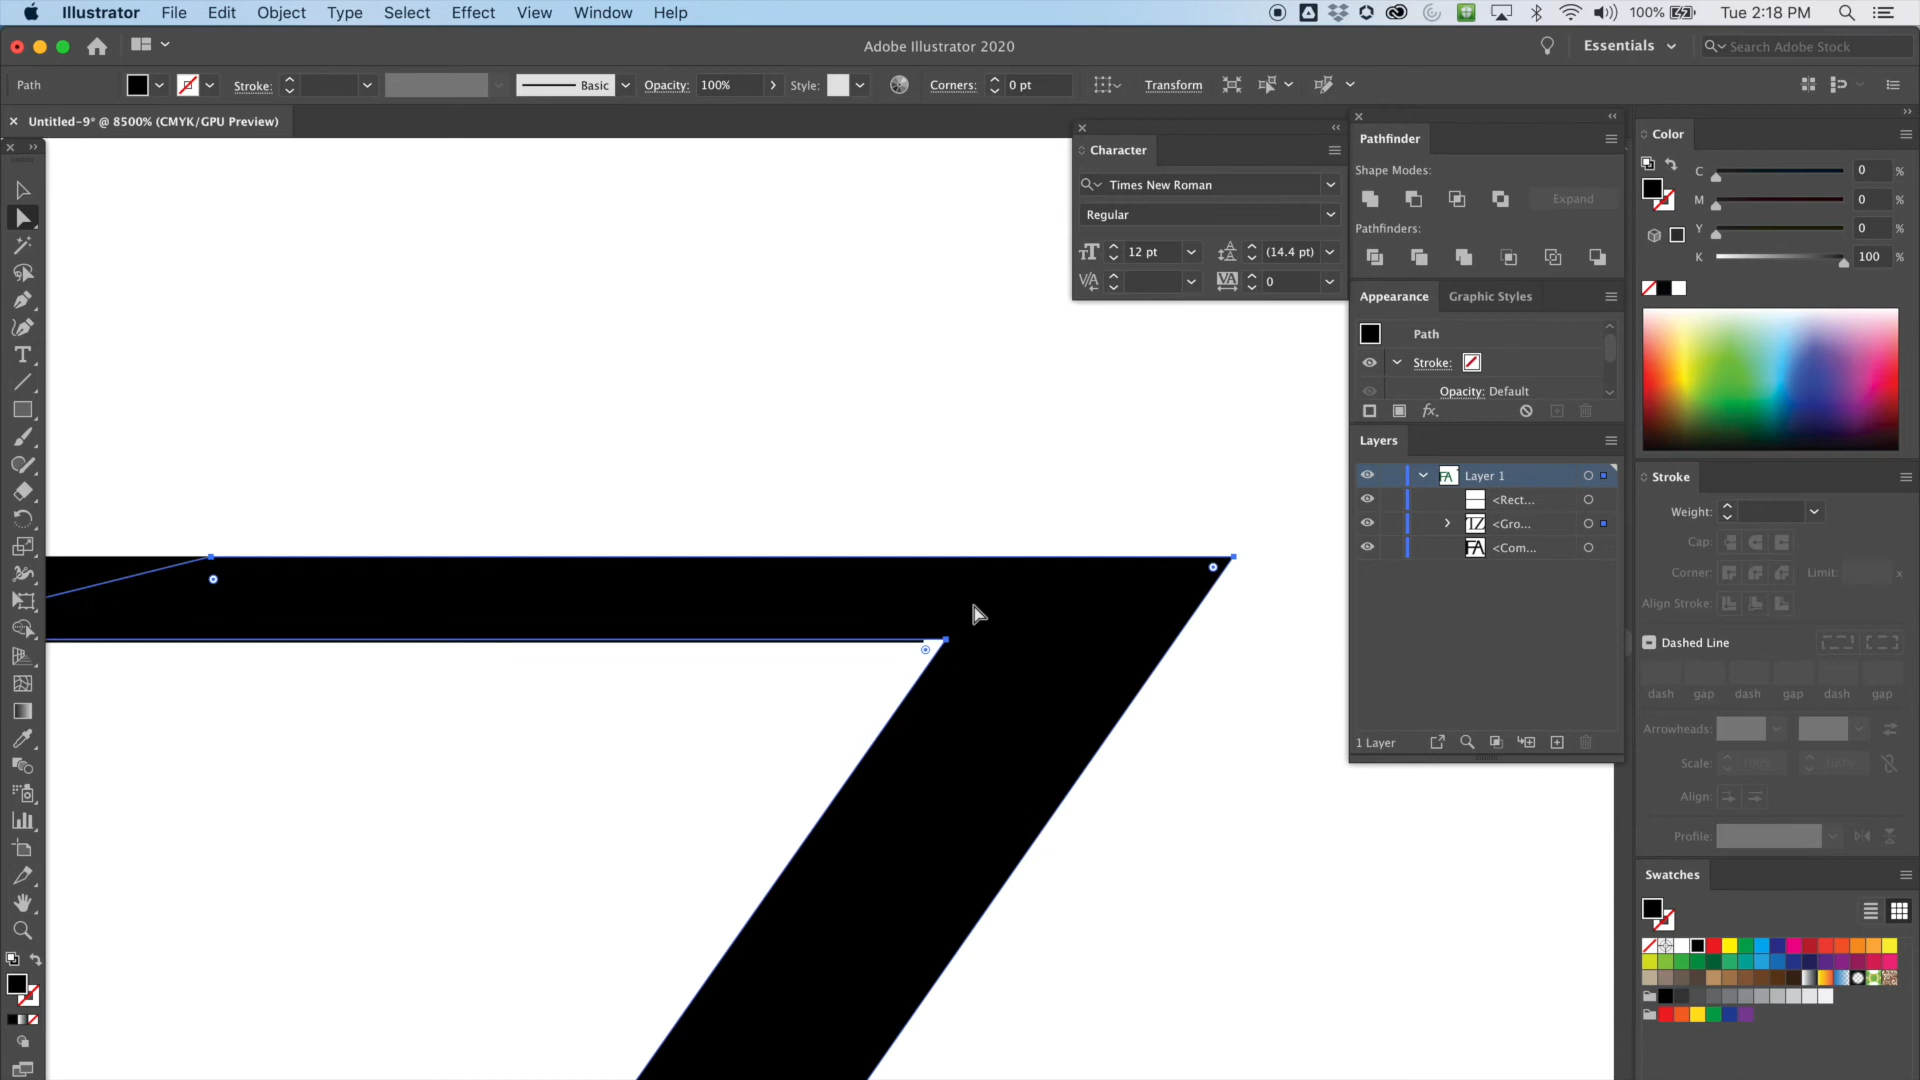 Illustrator File Edit Object Type Select Effect View Window Help 100% Tue 2:18 PM
Adobe Illustrator 2020
Essentials
Search Adobe Stock
Path
Stroke:
Basic
Opacity: 100%
Style:
Corners: 0 pt
Transform
Untitled-9* @ 8500% (CMYK/GPU Preview)
Character
Times New Roman
Regular
12 pt
(14.4 pt)
0
Pathfinder
Shape Modes:
Expand
Pathfinders:
Appearance
Graphic Styles
Path
Stroke:
Opacity: Default
fx.
Layers
Layer 1
<Rect...
<Gro...
<Com...
1 Layer
Color
C 0 %
M 0 %
Y 0 %
K 100 %
Stroke
Weight:
Cap:
Corner:
Limit: x
Align Stroke:
Dashed Line
dash gap dash gap dash gap
Arrowheads:
Scale: 100% 100%
Align:
Profile:
Swatches